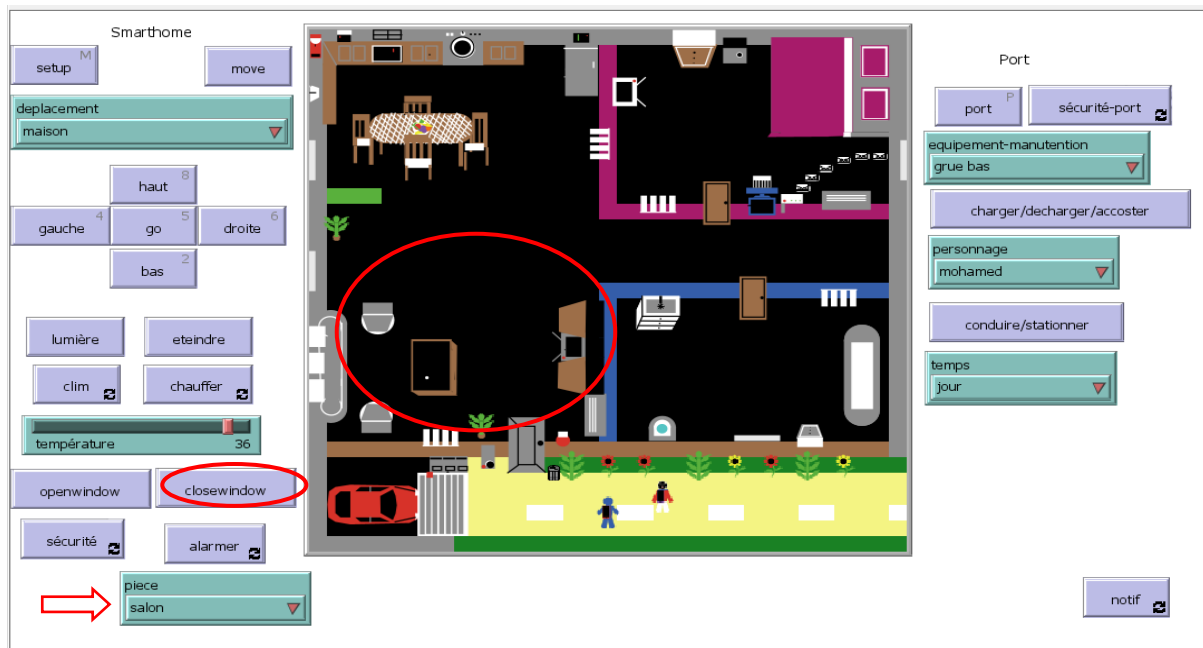 Smarthome
setup M
move
deplacement
maison
haut 8
gauche 4
go 5
droite 6
bas 2
lumière
eteindre
clim
chauffer
température 36
openwindow
closewindow
sécurité
alarmer
piece
salon
Port
port P
sécurité-port
equipement-manutention
grue bas
charger/decharger/accoster
personnage
mohamed
conduire/stationner
temps
jour
notif